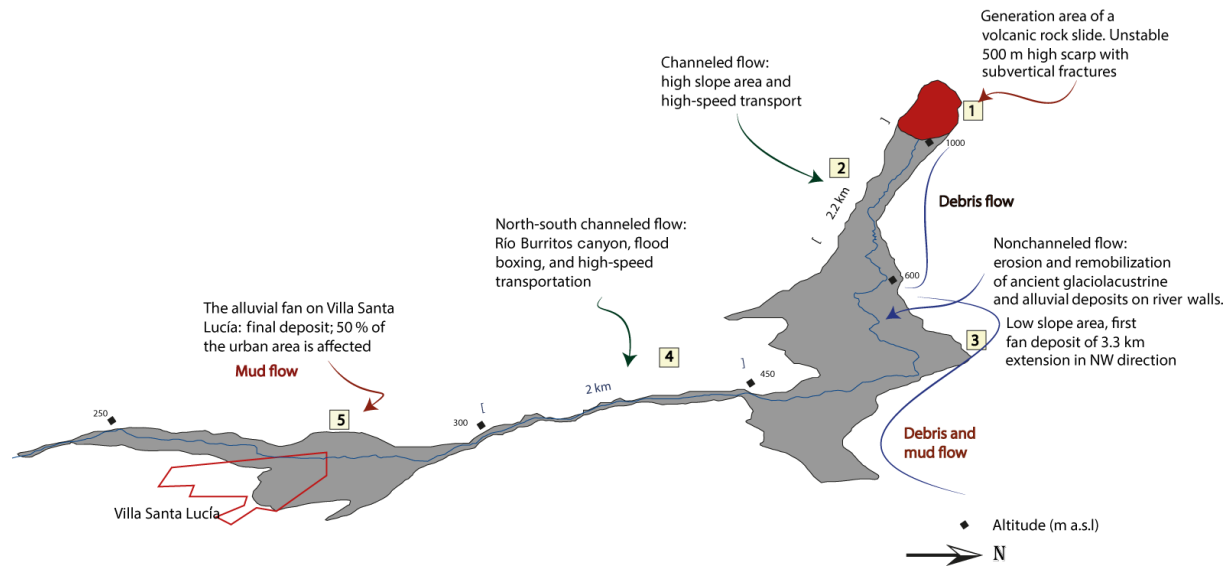 Generation area of a
volcanic rock slide. Unstable
500 m high scarp with
subvertical fractures
1
1000
Channeled flow:
high slope area and
high-speed transport
2
[ 2.2 km ]
Debris flow
North-south channeled flow:
Río Burritos canyon, flood
boxing, and high-speed
transportation
Nonchanneled flow:
erosion and remobilization
of ancient glaciolacustrine
and alluvial deposits on river walls.
Low slope area, first
fan deposit of 3.3 km
extension in NW direction
600
3
The alluvial fan on Villa Santa
Lucía: final deposit; 50 % of
the urban area is affected
Mud flow
4
[ 2 km ]
450
250
5
300
Debris and
mud flow
Villa Santa Lucía
Altitude (m a.s.l)
N